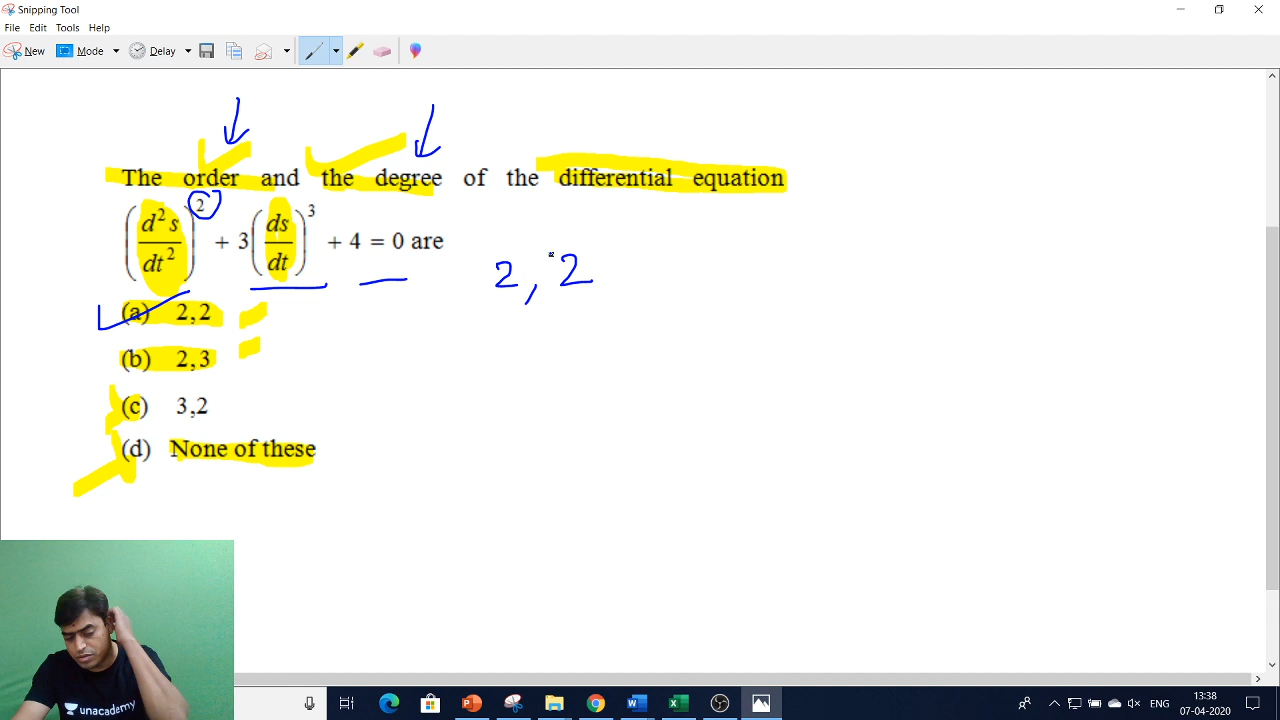 Snipping Tool
File Edit Tools Help
New Mode Delay
The order and the degree of the differential equation
(d²s/dt²)² + 3(ds/dt)³ + 4 = 0 are
2, 2
(a) 2,2
(b) 2,3
(c) 3,2
(d) None of these
unacademy
ENG
13:38
07-04-2020